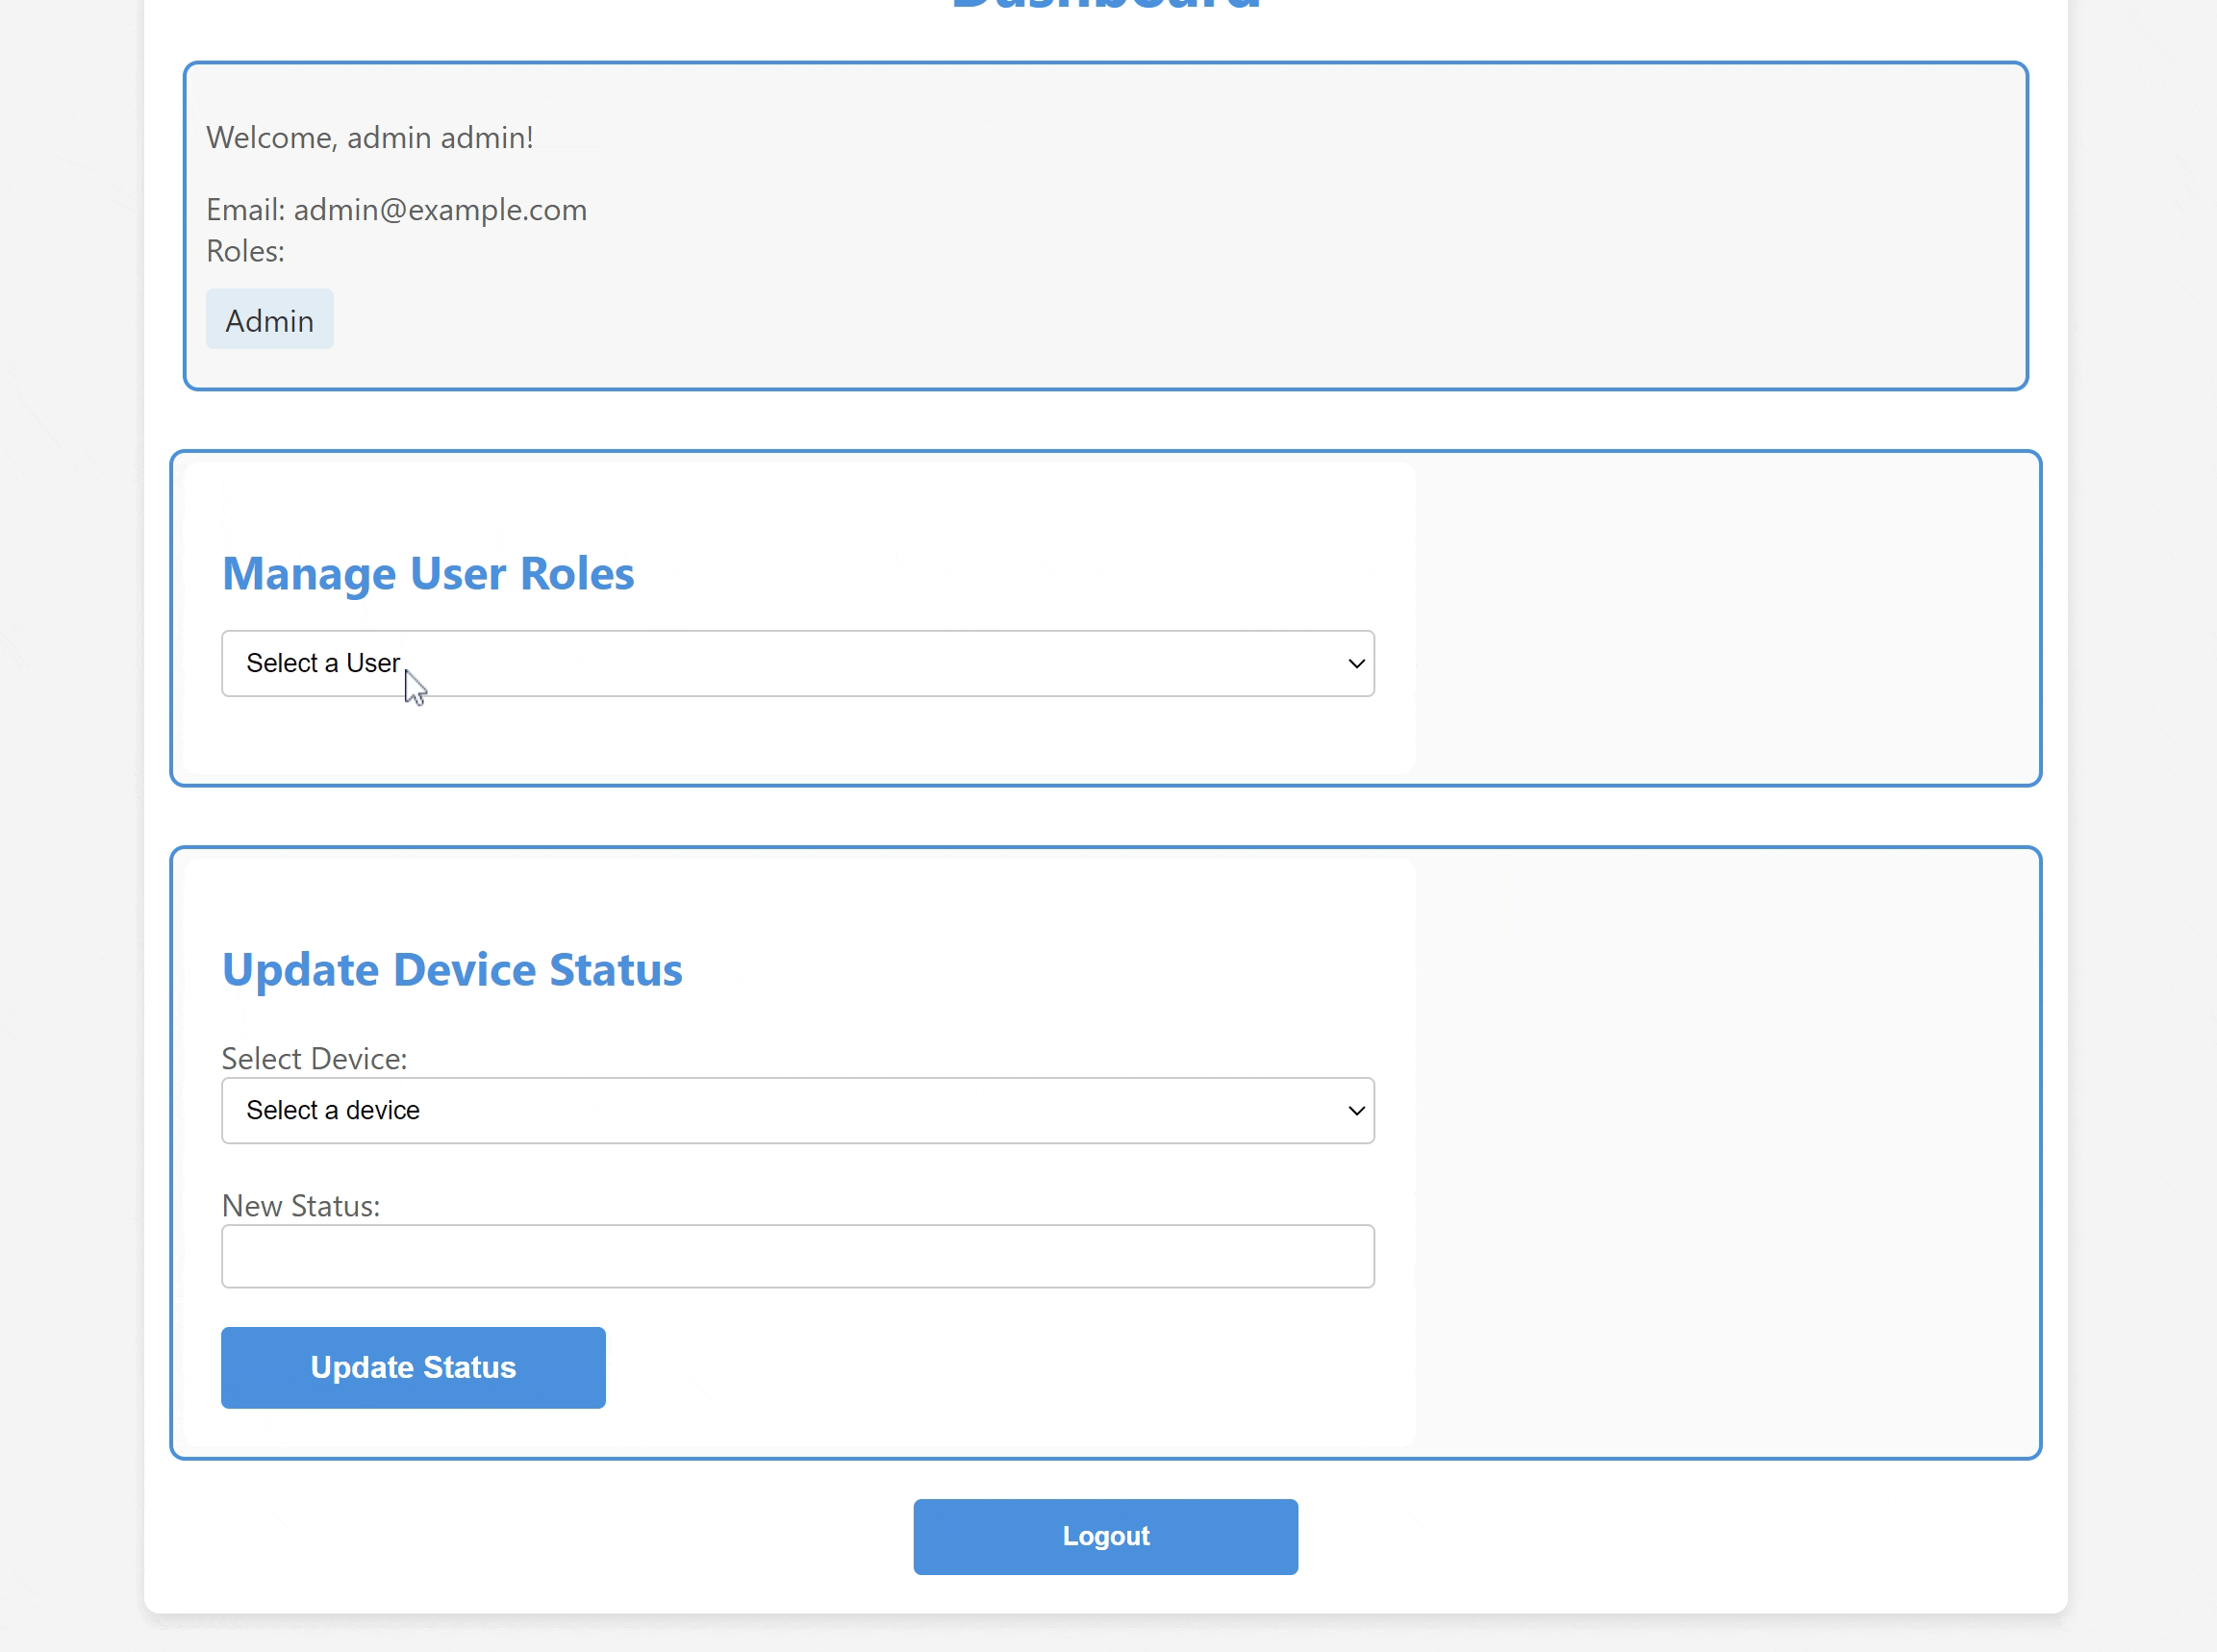 Dashboard
Welcome, admin admin!
Email: admin@example.com
Roles:
Admin
Manage User Roles
Select a User
Update Device Status
Select Device:
Select a device
New Status:
Update Status
Logout